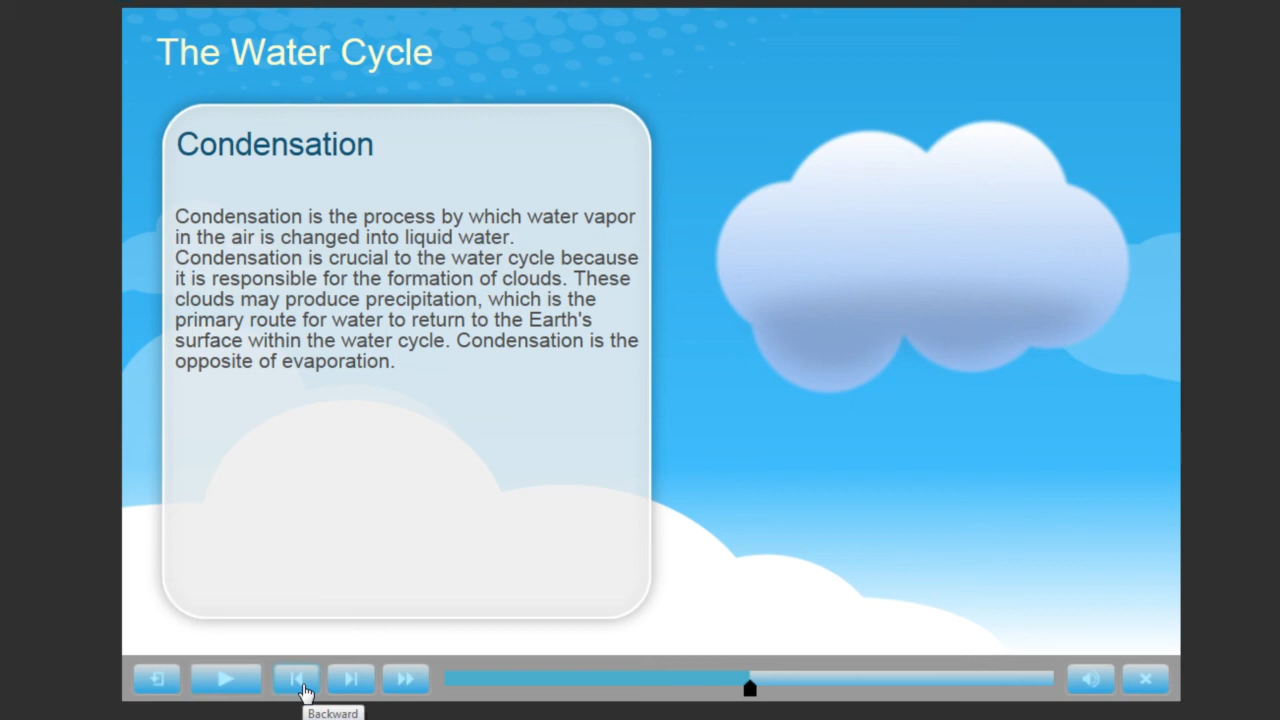 The Water Cycle
Condensation
Condensation is the process by which water vapor
in the air is changed into liquid water.
Condensation is crucial to the water cycle because
it is responsible for the formation of clouds. These
clouds may produce precipitation, which is the
primary route for water to return to the Earth's
surface within the water cycle. Condensation is the
opposite of evaporation.
Backward